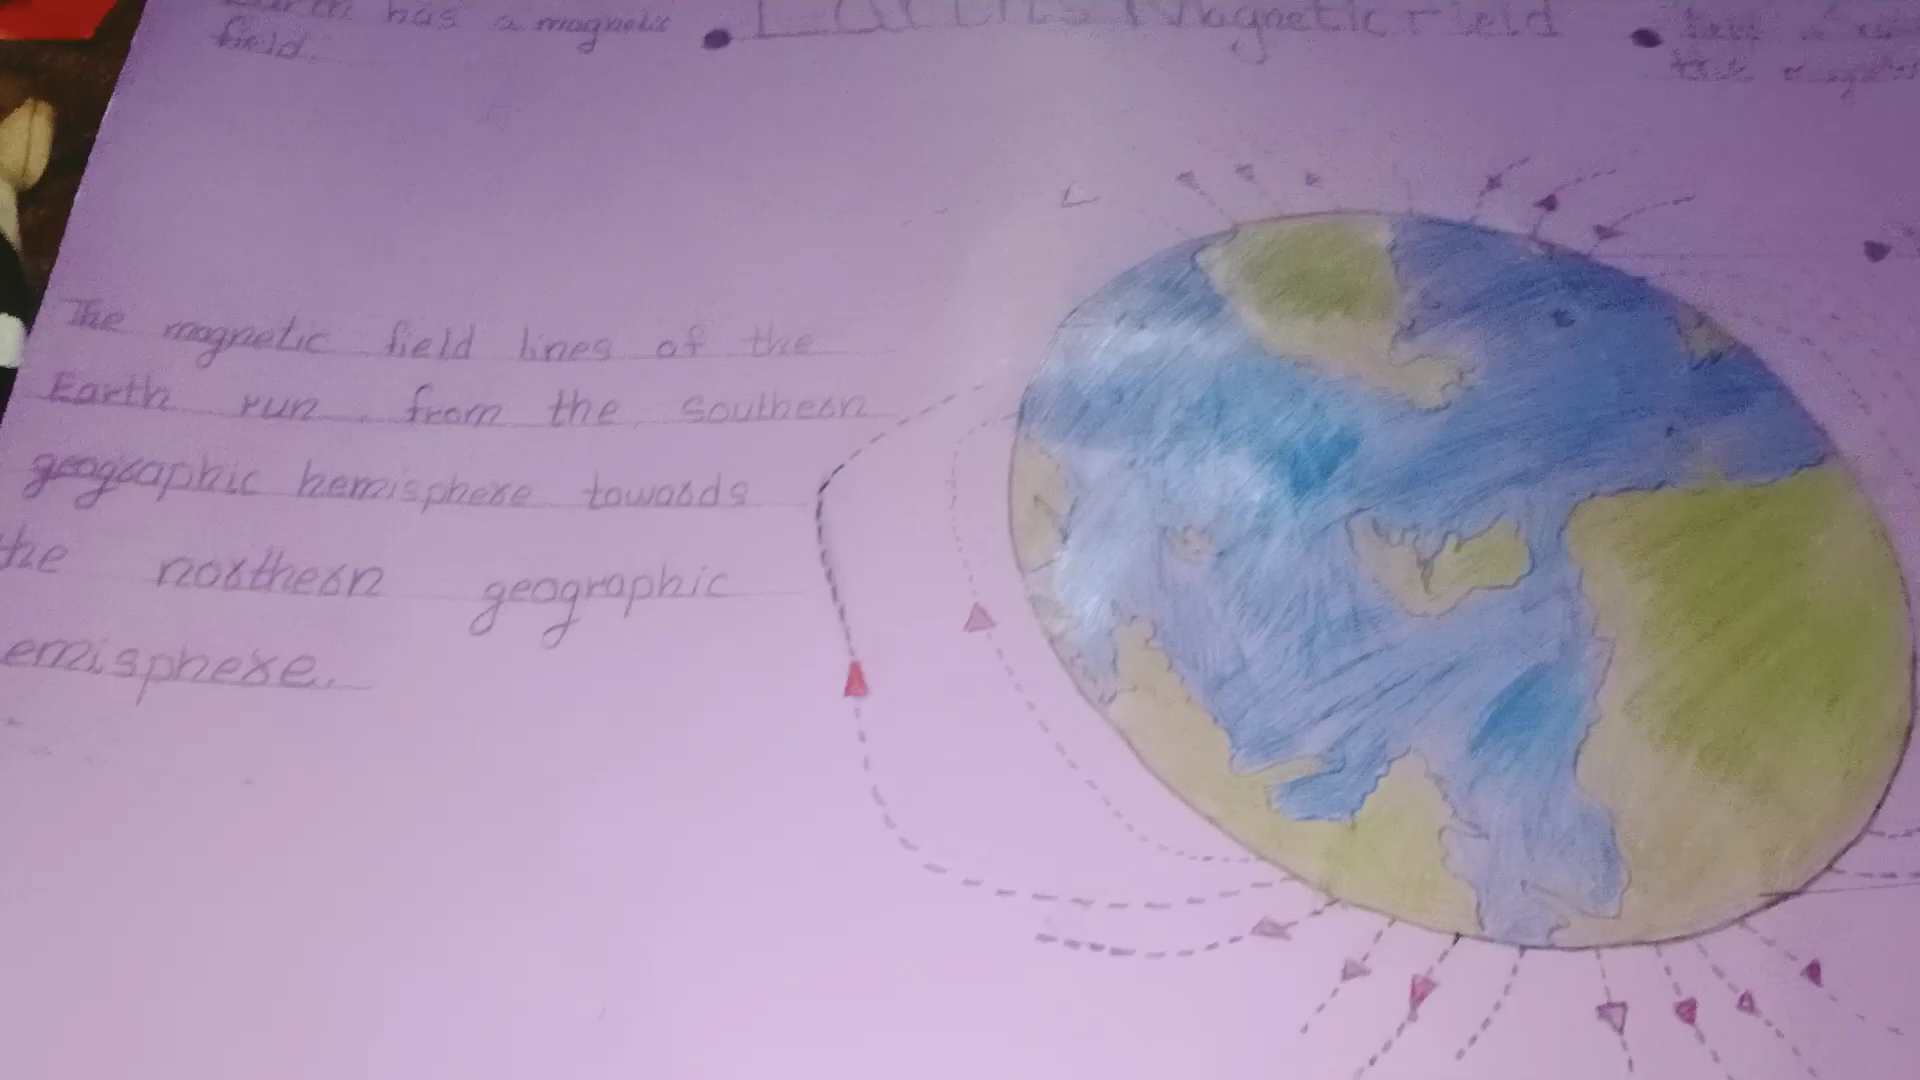 Earth's Magnetic Field
has a magnetic
field.
The magnetic field lines of the
Earth run from the southern
geographic hemisphere towards
the northern geographic
emisphere.